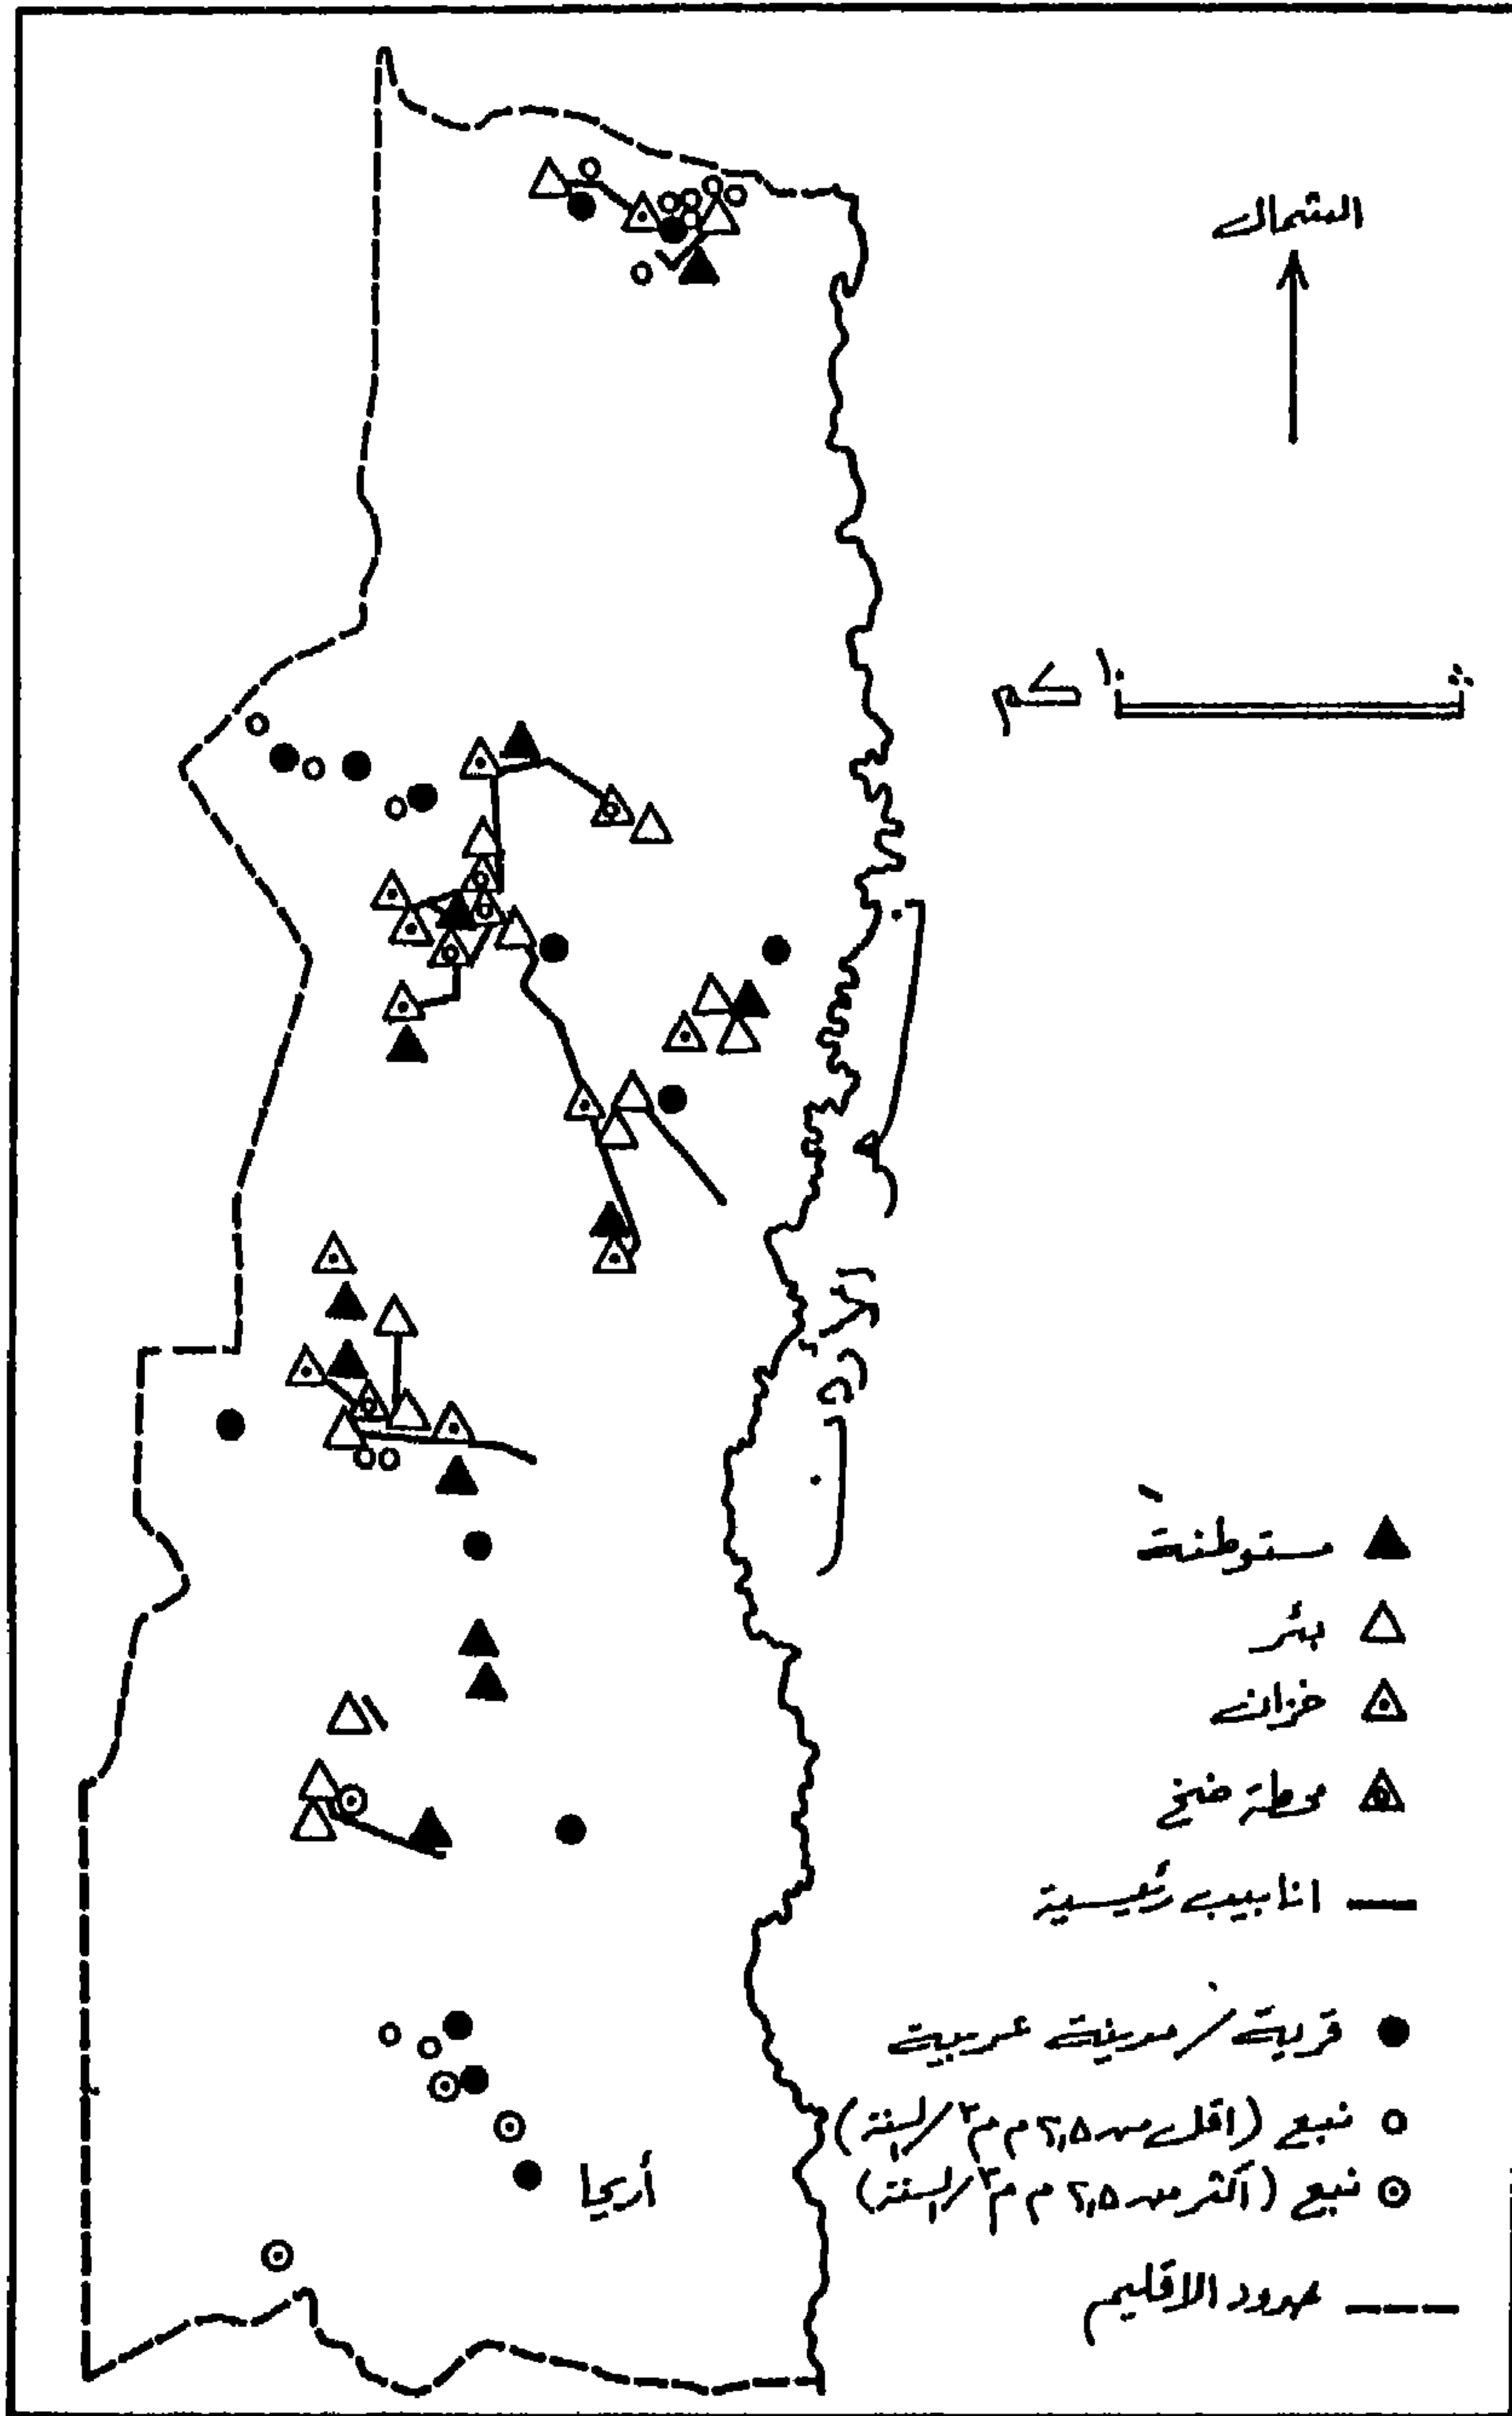 الشمال
١٠ كم
نهر الأردن
مستوطنة
بئر
خزان
محطة ضخ
انابيب رئيسية
قرية / مدينة عربية
نبع (اقل من ٢,٥ م م٣/السنة)
نبع (أكثر من ٢,٥ م م٣/السنة)
أريحا
حدود الاقليم